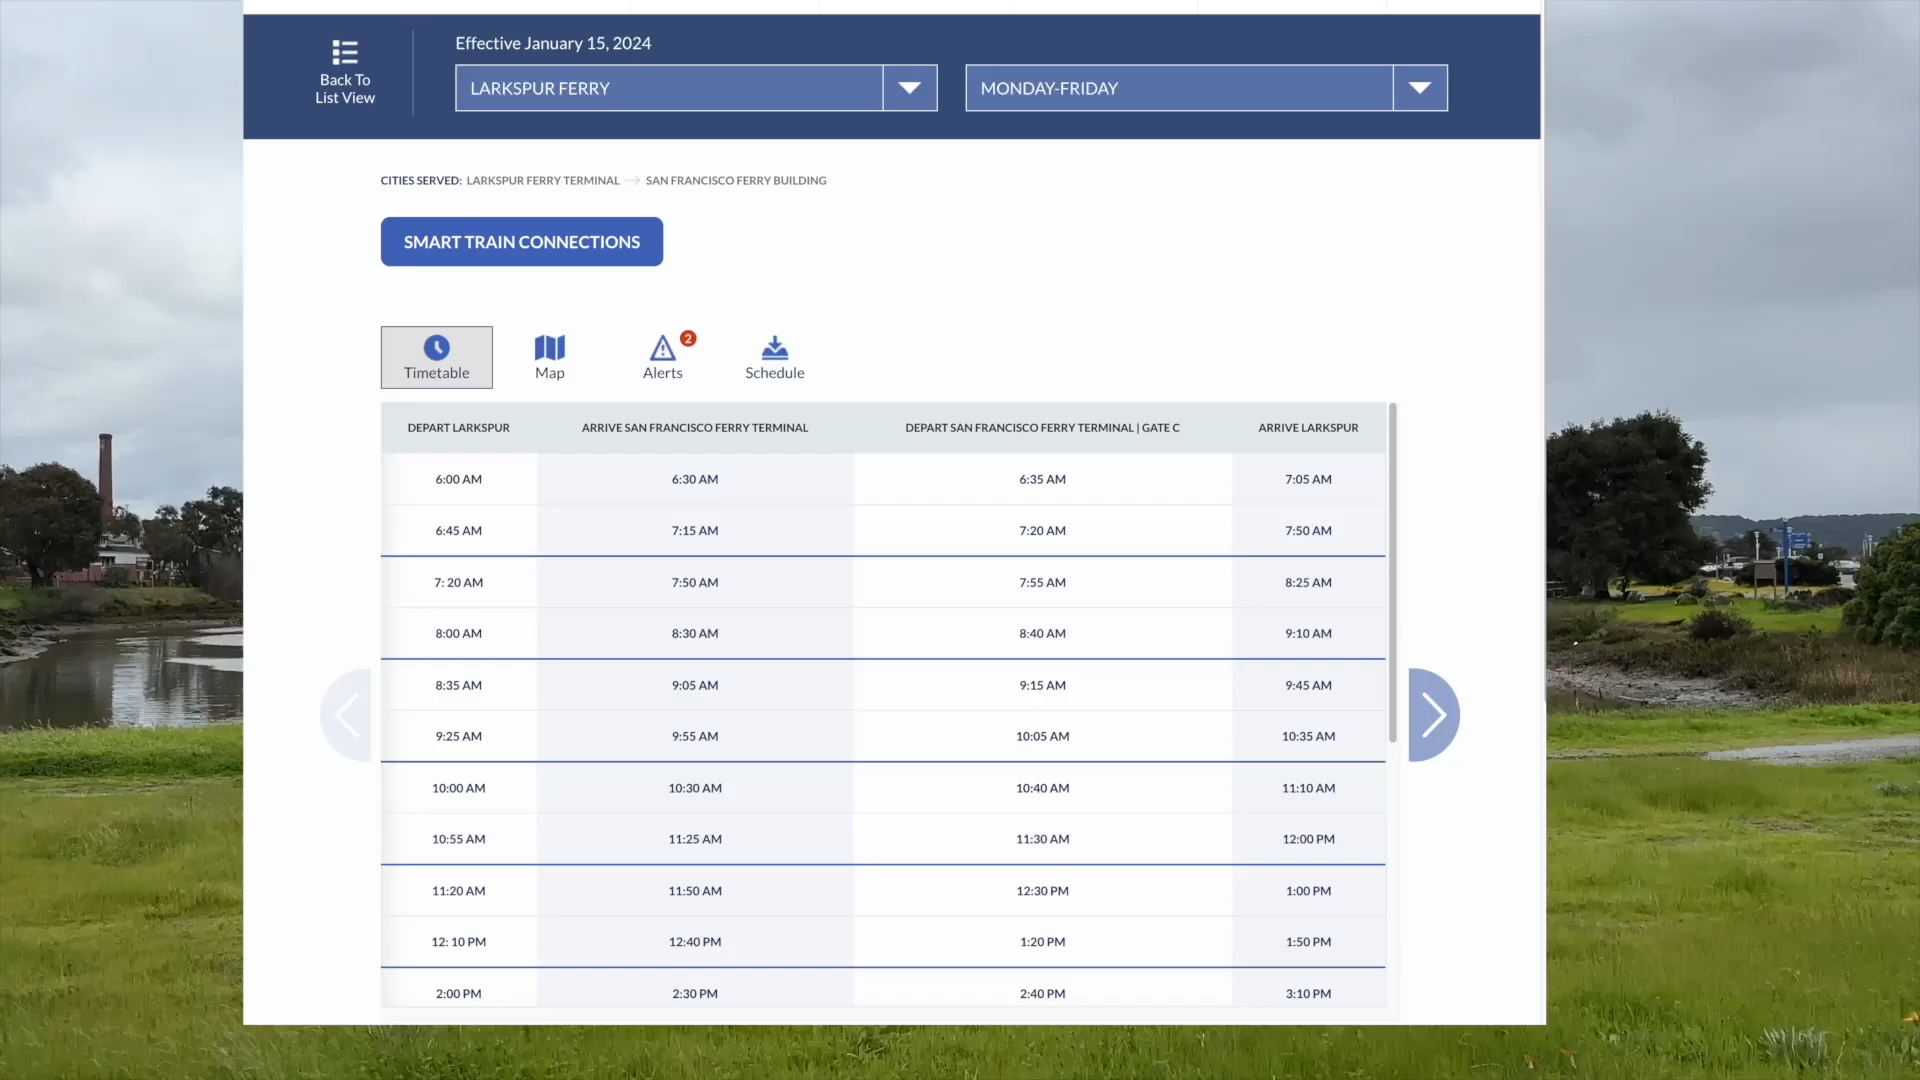 Effective January 15, 2024
Back To
List View
LARKSPUR FERRY
MONDAY-FRIDAY
CITIES SERVED: LARKSPUR FERRY TERMINAL → SAN FRANCISCO FERRY BUILDING
SMART TRAIN CONNECTIONS
2
Timetable Map Alerts Schedule
DEPART LARKSPUR ARRIVE SAN FRANCISCO FERRY TERMINAL DEPART SAN FRANCISCO FERRY TERMINAL | GATE C ARRIVE LARKSPUR
6:00 AM 6:30 AM 6:35 AM 7:05 AM
6:45 AM 7:15 AM 7:20 AM 7:50 AM
7: 20 AM 7:50 AM 7:55 AM 8:25 AM
8:00 AM 8:30 AM 8:40 AM 9:10 AM
8:35 AM 9:05 AM 9:15 AM 9:45 AM
9:25 AM 9:55 AM 10:05 AM 10:35 AM
10:00 AM 10:30 AM 10:40 AM 11:10 AM
10:55 AM 11:25 AM 11:30 AM 12:00 PM
11:20 AM 11:50 AM 12:30 PM 1:00 PM
12: 10 PM 12:40 PM 1:20 PM 1:50 PM
2:00 PM 2:30 PM 2:40 PM 3:10 PM